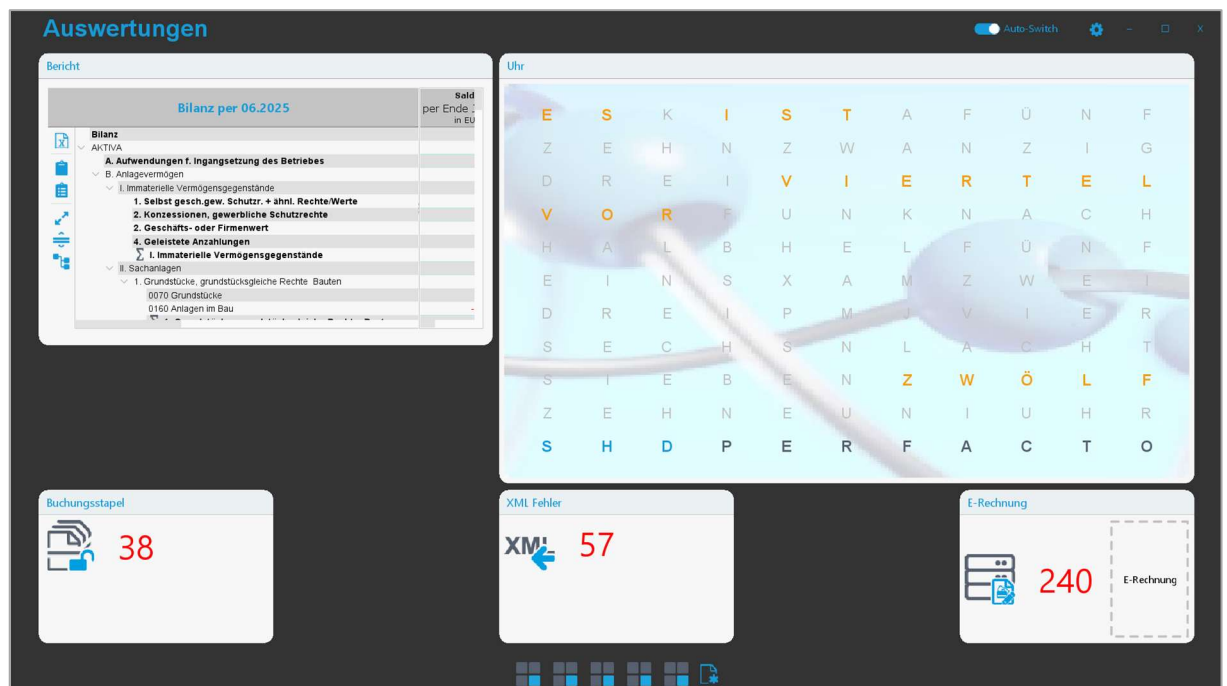 Auswertungen
Auto-Switch
Bericht
Bilanz per 06.2025
Sald
per Ende
in EU
Bilanz
AKTIVA
A. Aufwendungen f. Ingangsetzung des Betriebes
B. Anlagevermögen
I. Immaterielle Vermögensgegenstände
1. Selbst gesch.gew. Schutzr. + ähnl. Rechte/Werte
2. Konzessionen, gewerbliche Schutzrechte
2. Geschäfts- oder Firmenwert
4. Geleistete Anzahlungen
Σ I. Immaterielle Vermögensgegenstände
II. Sachanlagen
1. Grundstücke, grundstücksgleiche Rechte Bauten
0070 Grundstücke
0160 Anlagen im Bau
Uhr
E S K I S T A F Ü N F
Z E H N Z W A N Z I G
D R E I V I E R T E L
V O R F U N K N A C H
H A L B H E L F Ü N F
E I N S X A M Z W E I
D R E I P M J V I E R
S E C H S N L A C H T
S I E B E N Z W Ö L F
Z E H N E U N I U H R
S H D P E R F A C T O
Buchungsstapel
38
XML Fehler
XML
57
E-Rechnung
240
E-Rechnung